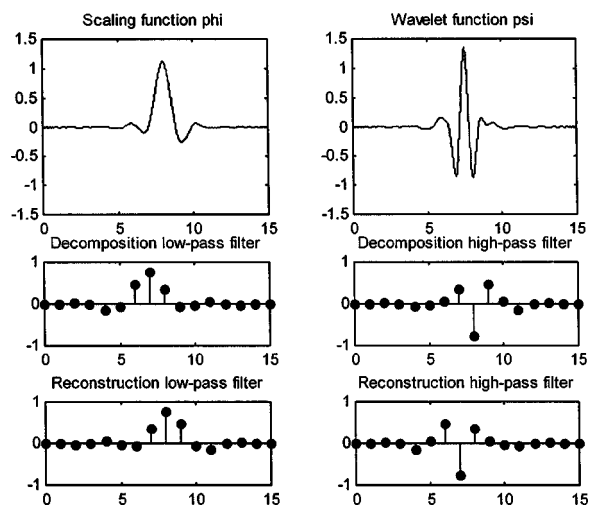 Scaling function phi
Wavelet function psi
1.5
1
0.5
0
-0.5
-1
-1.5
0 5 10 15
1.5
1
0.5
0
-0.5
-1
-1.5
0 5 10 15
Decomposition low-pass filter
Decomposition high-pass filter
1
0
-1
0 5 10 15
1
0
-1
0 5 10 15
Reconstruction low-pass filter
Reconstruction high-pass filter
1
0
-1
0 5 10 15
1
0
-1
0 5 10 15